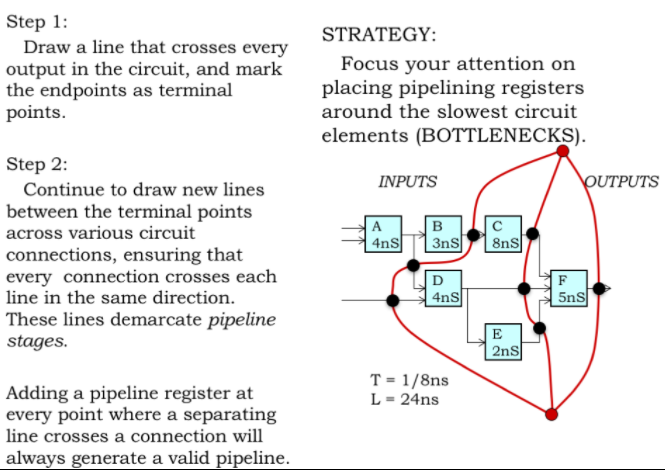 Step 1:
Draw a line that crosses every
output in the circuit, and mark
the endpoints as terminal
points.
Step 2:
Continue to draw new lines
between the terminal points
across various circuit
connections, ensuring that
every connection crosses each
line in the same direction.
These lines demarcate pipeline
stages.
Adding a pipeline register at
every point where a separating
line crosses a connection will
always generate a valid pipeline.
STRATEGY:
Focus your attention on
placing pipelining registers
around the slowest circuit
elements (BOTTLENECKS).
INPUTS
OUTPUTS
A
4nS
B
3nS
C
8nS
D
4nS
F
5nS
E
2nS
T = 1/8ns
L = 24ns